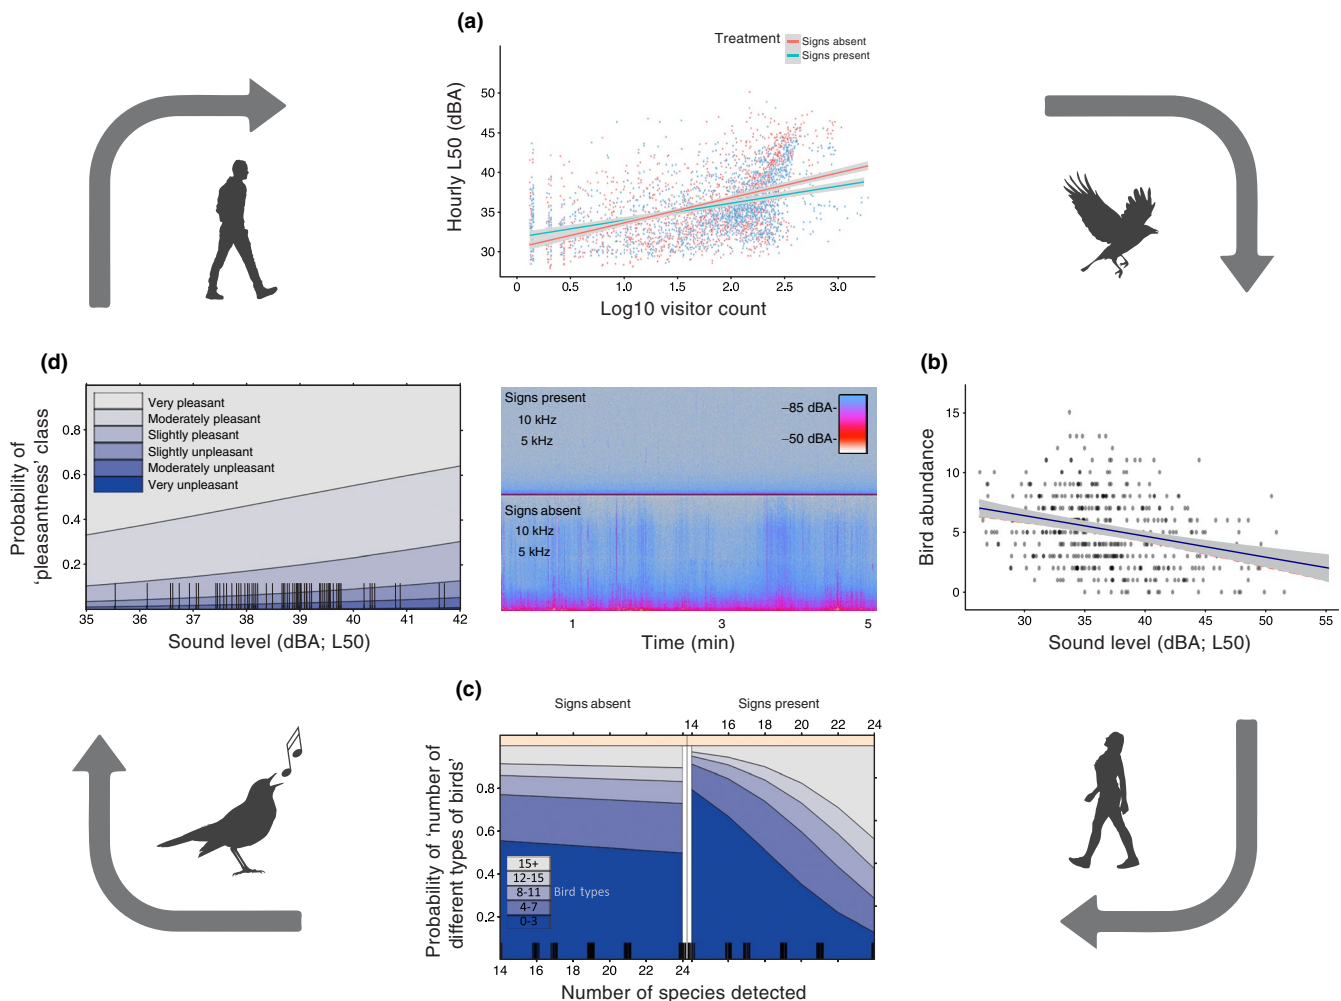 (a)
Treatment
Signs absent
Signs present
Hourly L50 (dBA)
50
45
40
35
30
0 0.5 1.0 1.5 2.0 2.5 3.0
Log10 visitor count
(d)
Probability of
'pleasantness' class
0.8
0.6
0.4
0.2
Very pleasant
Moderately pleasant
Slightly pleasant
Slightly unpleasant
Moderately unpleasant
Very unpleasant
35 36 37 38 39 40 41 42
Sound level (dBA; L50)
Signs present
10 kHz
5 kHz
–85 dBA-
–50 dBA-
Signs absent
10 kHz
5 kHz
1 3 5
Time (min)
(b)
Bird abundance
15
10
5
0
30 35 40 45 50 55
Sound level (dBA; L50)
(c)
Signs absent
Signs present
14 16 18 20 22 24
Probability of 'number of
different types of birds'
0.8
0.6
0.4
0.2
15+
12-15
8-11
4-7
0-3
Bird types
14 16 18 20 22 24
Number of species detected